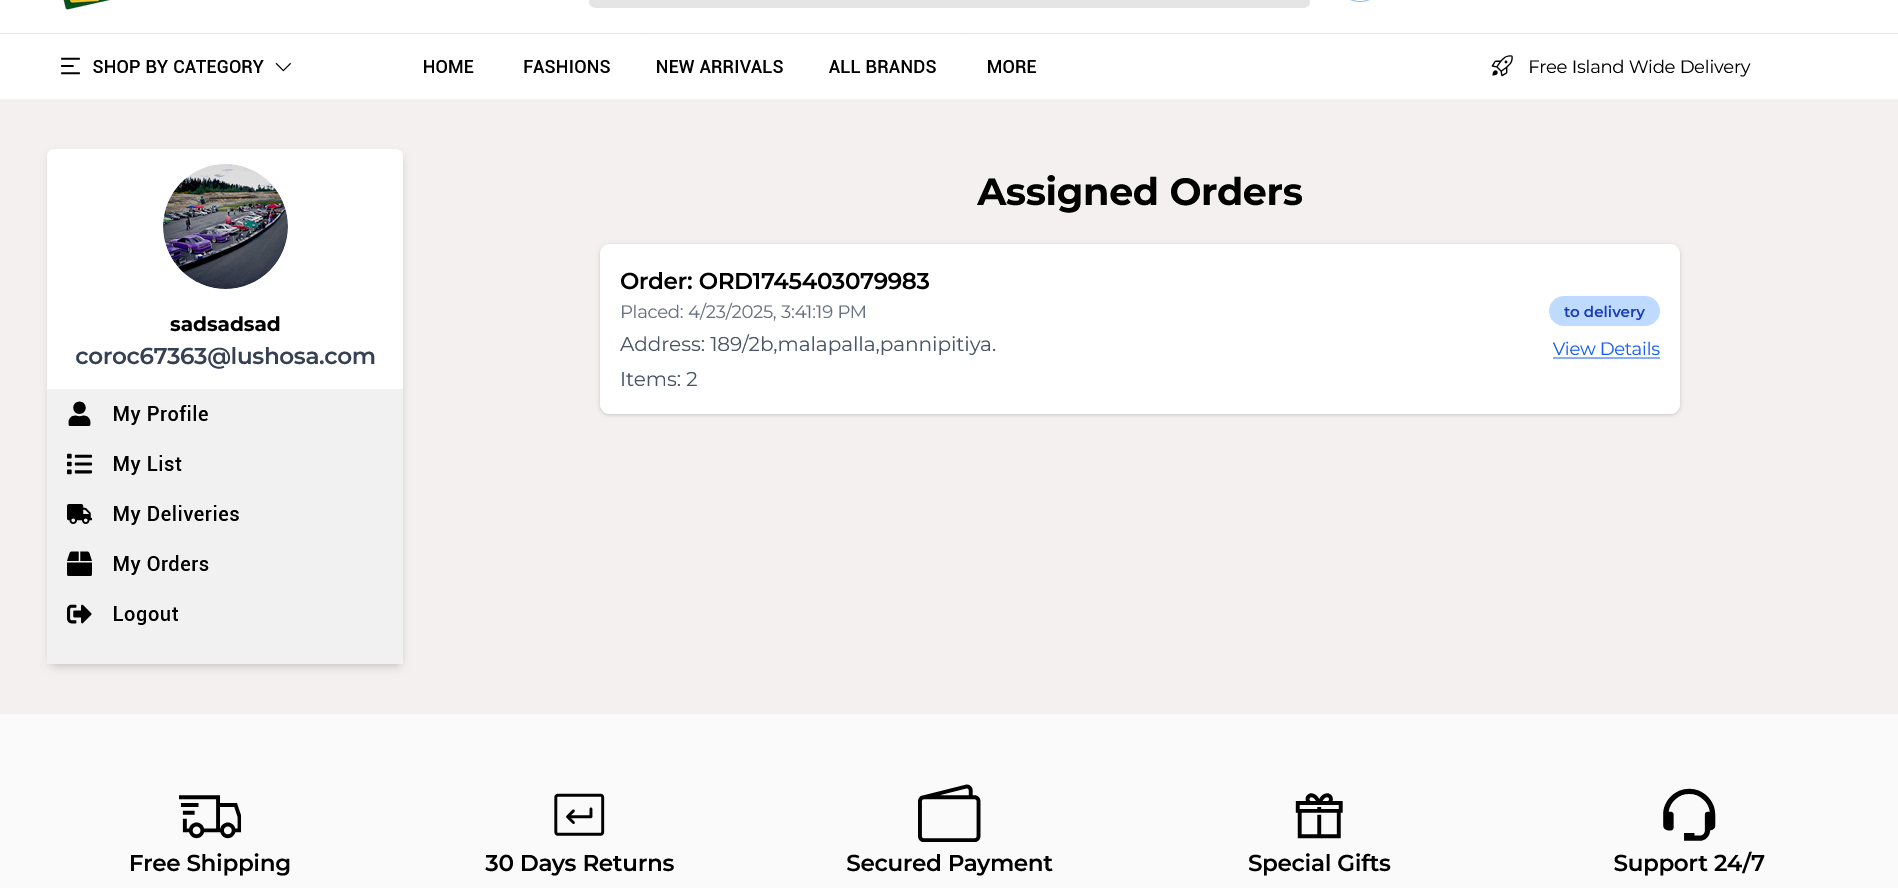 SHOP BY CATEGORY
HOME
FASHIONS
NEW ARRIVALS
ALL BRANDS
MORE
Free Island Wide Delivery
sadsadsad
coroc67363@lushosa.com
My Profile
My List
My Deliveries
My Orders
Logout
Assigned Orders
Order: ORD1745403079983
Placed: 4/23/2025, 3:41:19 PM
Address: 189/2b,malapalla,pannipitiya.
Items: 2
to delivery
View Details
Free Shipping
30 Days Returns
Secured Payment
Special Gifts
Support 24/7